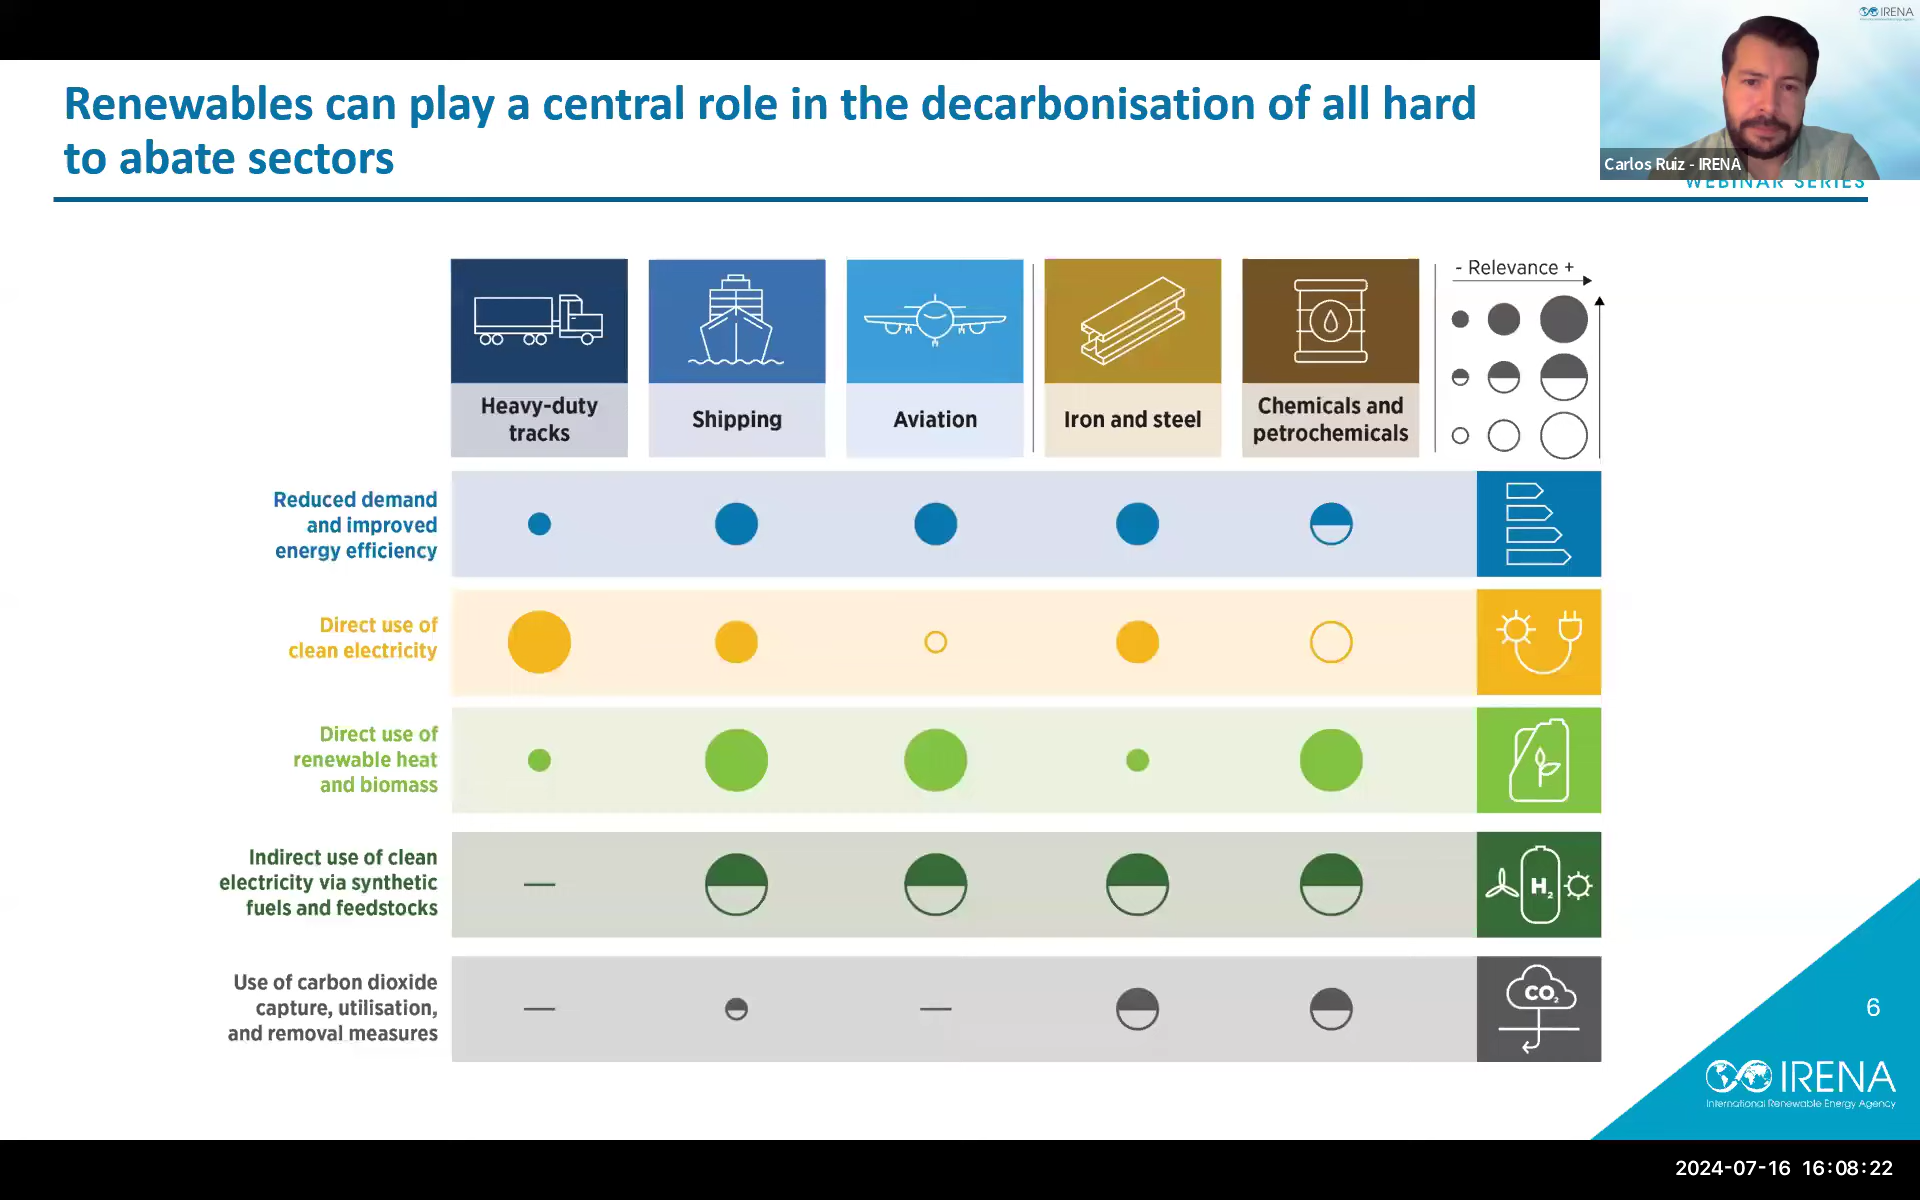 IRENA
Renewables can play a central role in the decarbonisation of all hard
to abate sectors
Carlos Ruiz - IRENA
WEBINAR SERIES
Heavy-duty
tracks
Shipping
Aviation
Iron and steel
Chemicals and
petrochemicals
- Relevance +
Reduced demand
and improved
energy efficiency
Direct use of
clean electricity
Direct use of
renewable heat
and biomass
Indirect use of clean
electricity via synthetic
fuels and feedstocks
H₂
Use of carbon dioxide
capture, utilisation,
and removal measures
CO₂
6
IRENA
International Renewable Energy Agency
2024-07-16 16:08:22